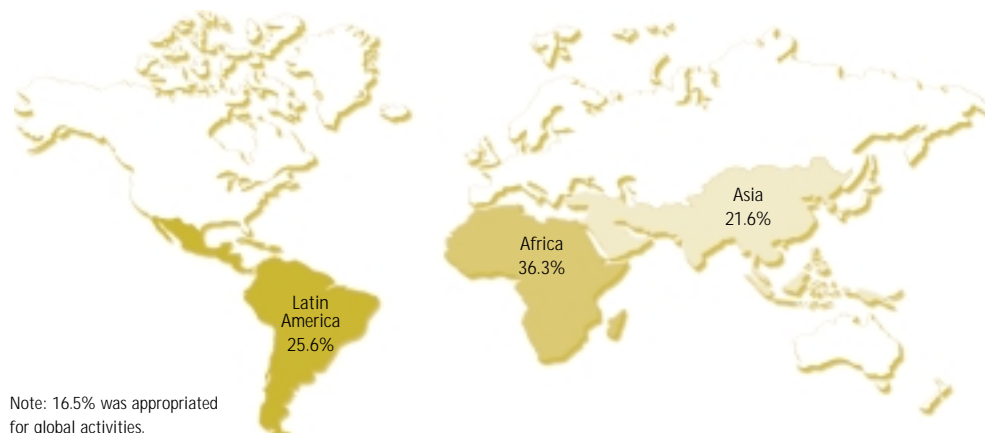 Asia
21.6%
Africa
36.3%
Latin
America
25.6%
Note: 16.5% was appropriated
for global activities.